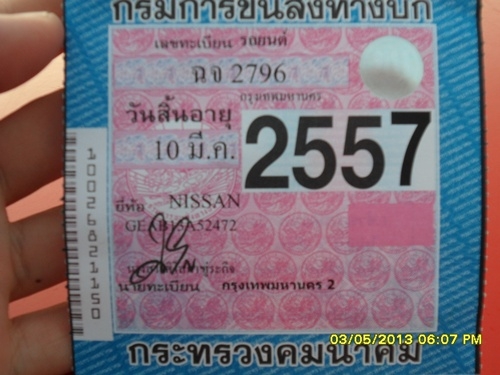 กรมการขนส่งทางบก
เลขทะเบียน รถยนต์
ฉจ 2796
กรุงเทพมหานคร
วันสิ้นอายุ
10 มี.ค.
2557
ยี่ห้อ NISSAN
นายทะเบียน กรุงเทพมหานคร 2
กระทรวงคมนาคม
10026821150
03/05/2013 06:07 PM